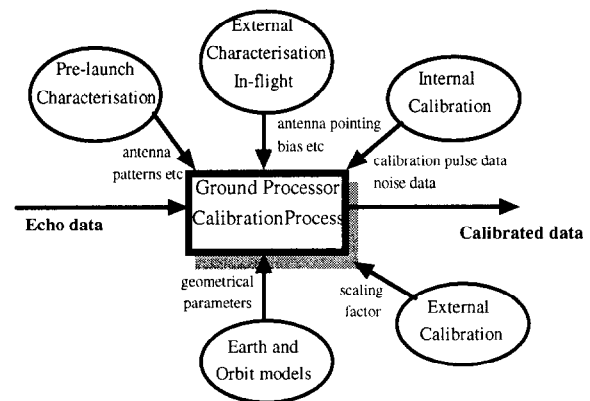 External
Characterisation
In-flight
Pre-launch
Characterisation
Internal
Calibration
antenna
patterns etc
antenna pointing
bias etc
calibration pulse data
noise data
Ground Processor
CalibrationProcess
Echo data
Calibrated data
geometrical
parameters
scaling
factor
External
Calibration
Earth and
Orbit models